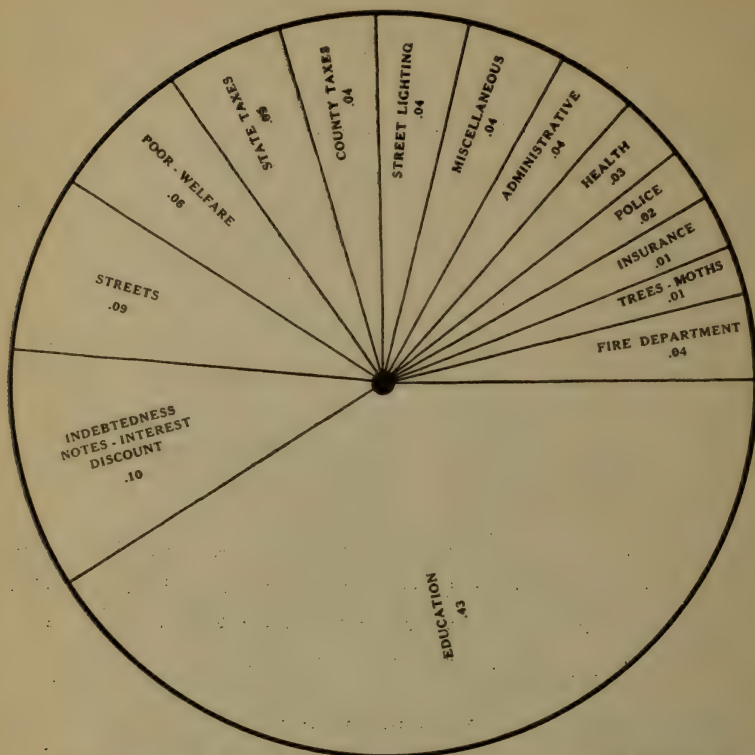 STATE TAXES
.05
COUNTY TAXES
.04
STREET LIGHTING
.04
MISCELLANEOUS
.04
ADMINISTRATIVE
.04
HEALTH
.03
POLICE
.02
INSURANCE
.01
TREES - MOTHS
.01
FIRE DEPARTMENT
.04
EDUCATION
.43
INDEBTEDNESS
NOTES - INTEREST
DISCOUNT
.10
STREETS
.09
POOR - WELFARE
.06